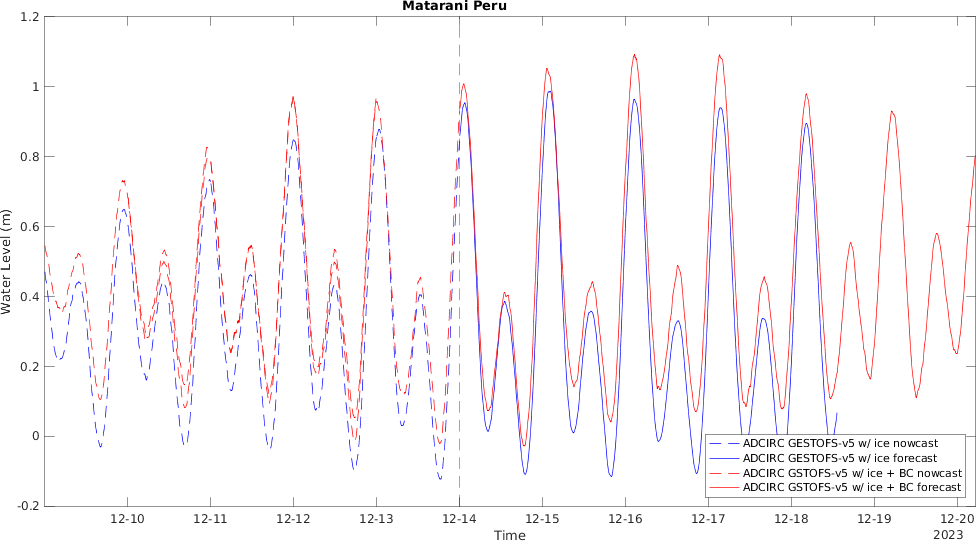 Matarani Peru
1.2
1
0.8
0.6
0.4
0.2
0
-0.2
Water Level (m)
12-10 12-11 12-12 12-13 12-14 12-15 12-16 12-17 12-18 12-19 12-20
Time
2023
ADCIRC GESTOFS-v5 w/ ice nowcast
ADCIRC GESTOFS-v5 w/ ice forecast
ADCIRC GSTOFS-v5 w/ ice + BC nowcast
ADCIRC GSTOFS-v5 w/ ice + BC forecast